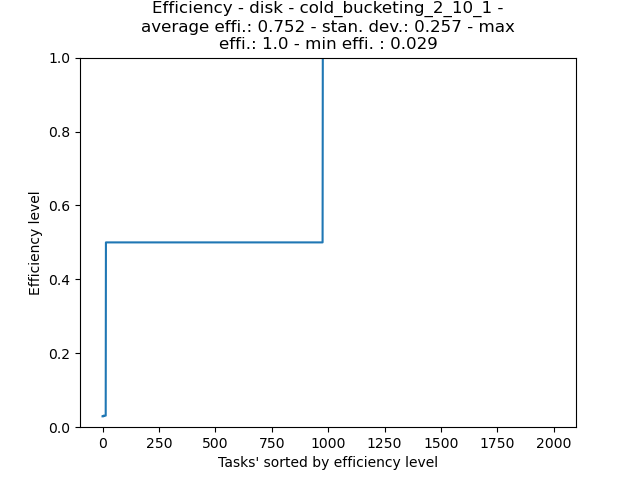 Efficiency - disk - cold_bucketing_2_10_1 -
average effi.: 0.752 - stan. dev.: 0.257 - max
effi.: 1.0 - min effi. : 0.029
1.0
0.8
0.6
0.4
0.2
0.0
Efficiency level
0 250 500 750 1000 1250 1500 1750 2000
Tasks' sorted by efficiency level